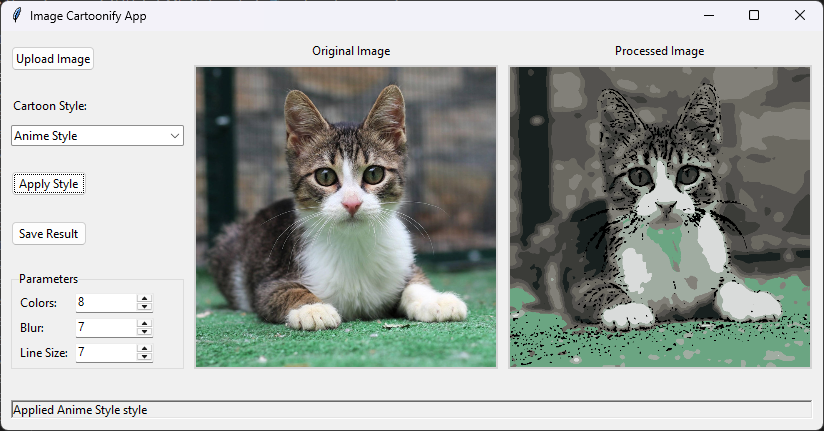 Image Cartoonify App
Upload Image
Cartoon Style:
Anime Style
Apply Style
Save Result
Parameters
Colors: 8
Blur: 7
Line Size: 7
Original Image
Processed Image
Applied Anime Style style